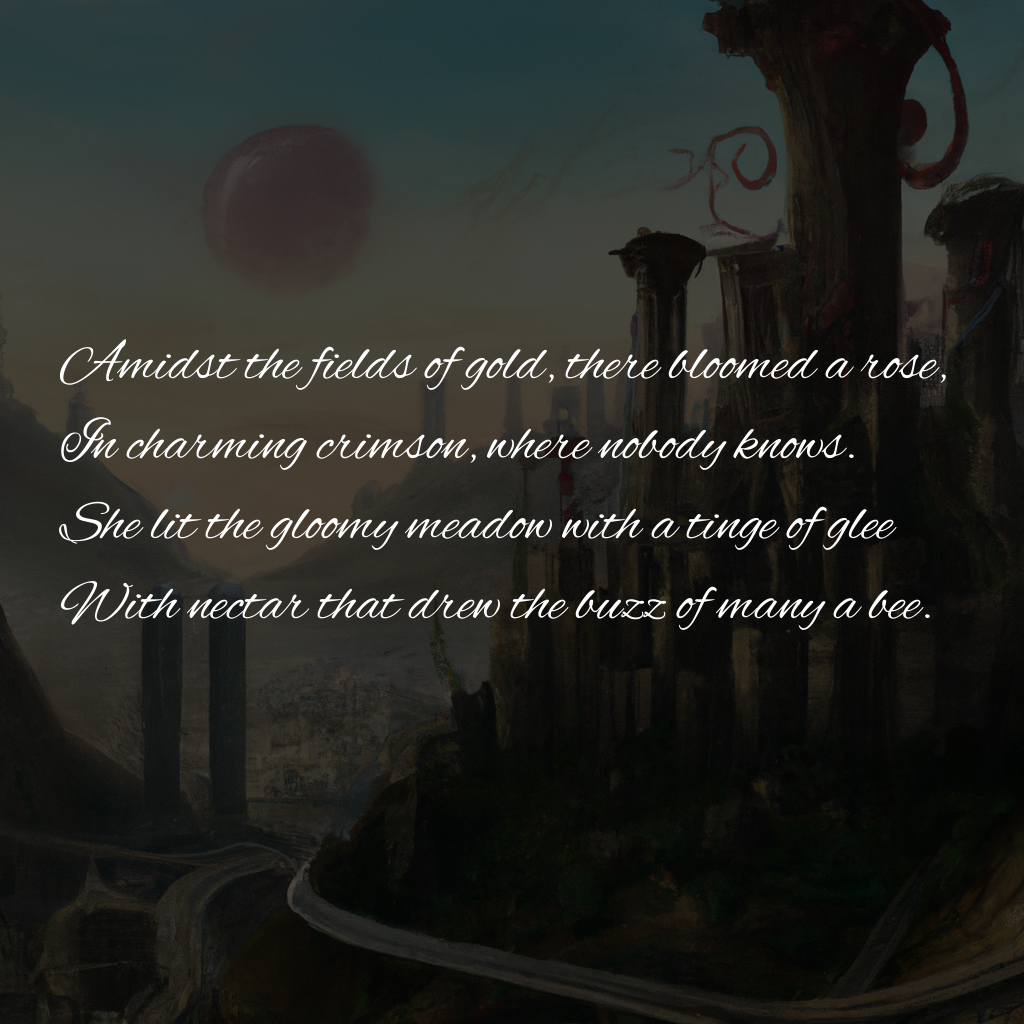 Amidst the fields of gold, there bloomed a rose,
In charming crimson, where nobody knows.
She lit the gloomy meadow with a tinge of glee
With nectar that drew the buzz of many a bee.